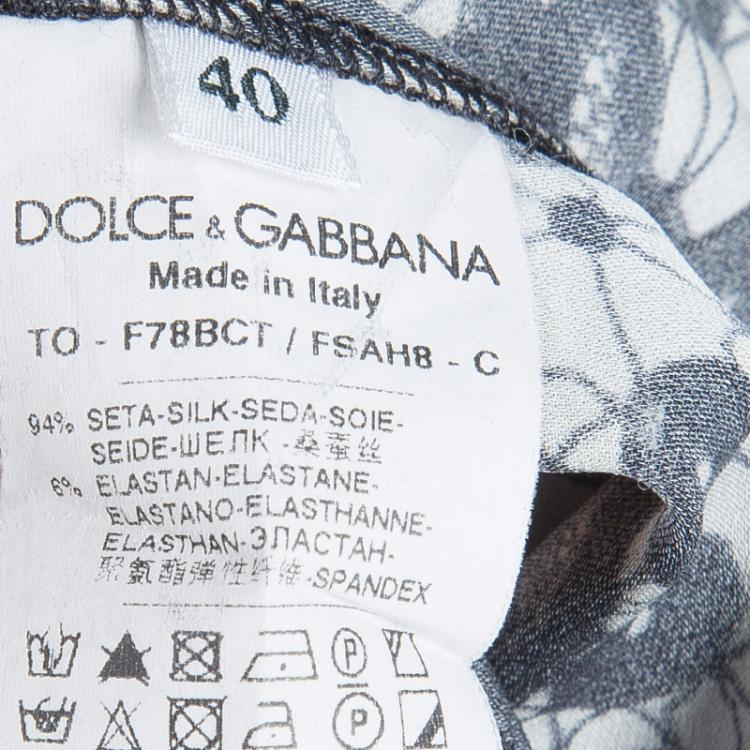 40
DOLCE & GABBANA
Made in Italy
TO - F78BCT / FSAH8 - C
94% SETA-SILK-SEDA-SOIE-
SEIDE-ШЕЛК -桑蚕丝
6% ELASTAN-ELASTANE-
ELASTANO-ELASTHANNE-
ELASTHAN-ЭЛАСТАН-
聚氨酯弹性纤维-SPANDEX
P
P